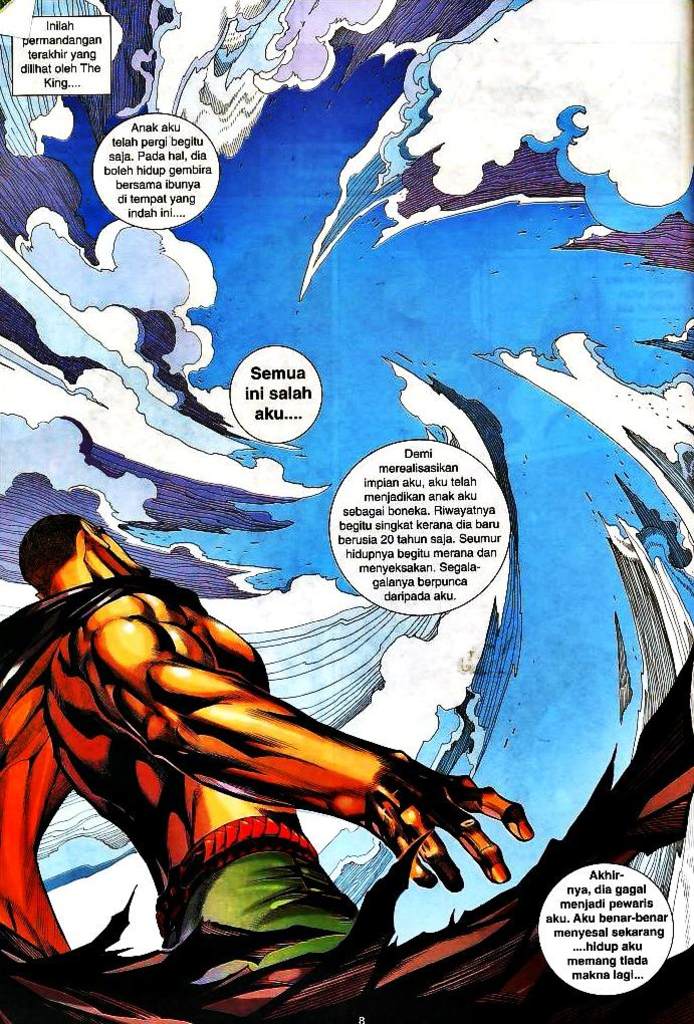 Inilah
permandangan
terakhir yang
dilihat oleh The
King....
Anak aku
telah pergi begitu
saja. Pada hal, dia
boleh hidup gembira
bersama ibunya
di tempat yang
indah ini....
Semua
ini salah
aku....
Demi
merealisasikan
impian aku, aku telah
menjadikan anak aku
sebagai boneka. Riwayatnya
begitu singkat kerana dia baru
berusia 20 tahun saja. Seumur
hidupnya begitu merana dan
menyeksakan. Segala-
galanya berpunca
daripada aku.
Akhir-
nya, dia gagal
menjadi pewaris
aku. Aku benar-benar
menyesal sekarang
....hidup aku
memang tiada
makna lagi...
8